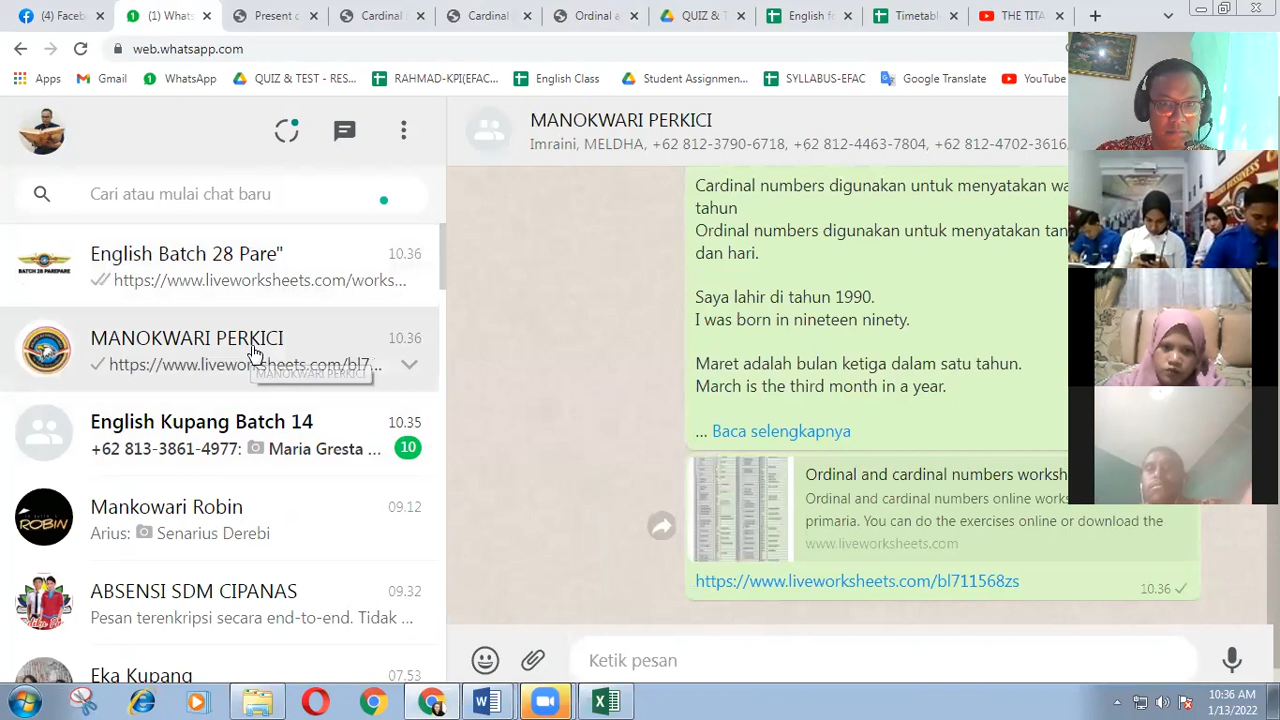 (1) Whats
Presen
Cardinal
Cardinal
Ordinal a
QUIZ & T
English
Timetabl
THE TITA
web.whatsapp.com
Apps
Gmail
WhatsApp
QUIZ & TEST - RES...
RAHMAD-KPI(EFAC...
English Class
Student Assignmen...
SYLLABUS-EFAC
Google Translate
YouTube
MANOKWARI PERKICI
Imraini, MELDHA, +62 812-3790-6718, +62 812-4463-7804, +62 812-4702-3616,
Cari atau mulai chat baru
English Batch 28 Pare"
10.36
https://www.liveworksheets.com/works...
BATCH 28 PAREPARE
MANOKWARI PERKICI
10.36
https://www.liveworksheets.com/bl7...
MANOKWARI PERKICI
English Kupang Batch 14
10.35
+62 813-3861-4977: Maria Gresta ...
10
Mankowari Robin
09.12
Arius: Senarius Derebi
ROBIN
ABSENSI SDM CIPANAS
09.32
Pesan terenkripsi secara end-to-end. Tidak ...
Eka Kupang
07.53
Cardinal numbers digunakan untuk menyatakan
tahun
Ordinal numbers digunakan untuk menyatakan
dan hari.
Saya lahir di tahun 1990.
I was born in nineteen ninety.
Maret adalah bulan ketiga dalam satu tahun.
March is the third month in a year.
... Baca selengkapnya
Ordinal and cardinal numbers worksh
Ordinal and cardinal numbers online works
primaria. You can do the exercises online or download the
www.liveworksheets.com
https://www.liveworksheets.com/bl711568zs
10.36
Ketik pesan
10:36 AM
1/13/2022